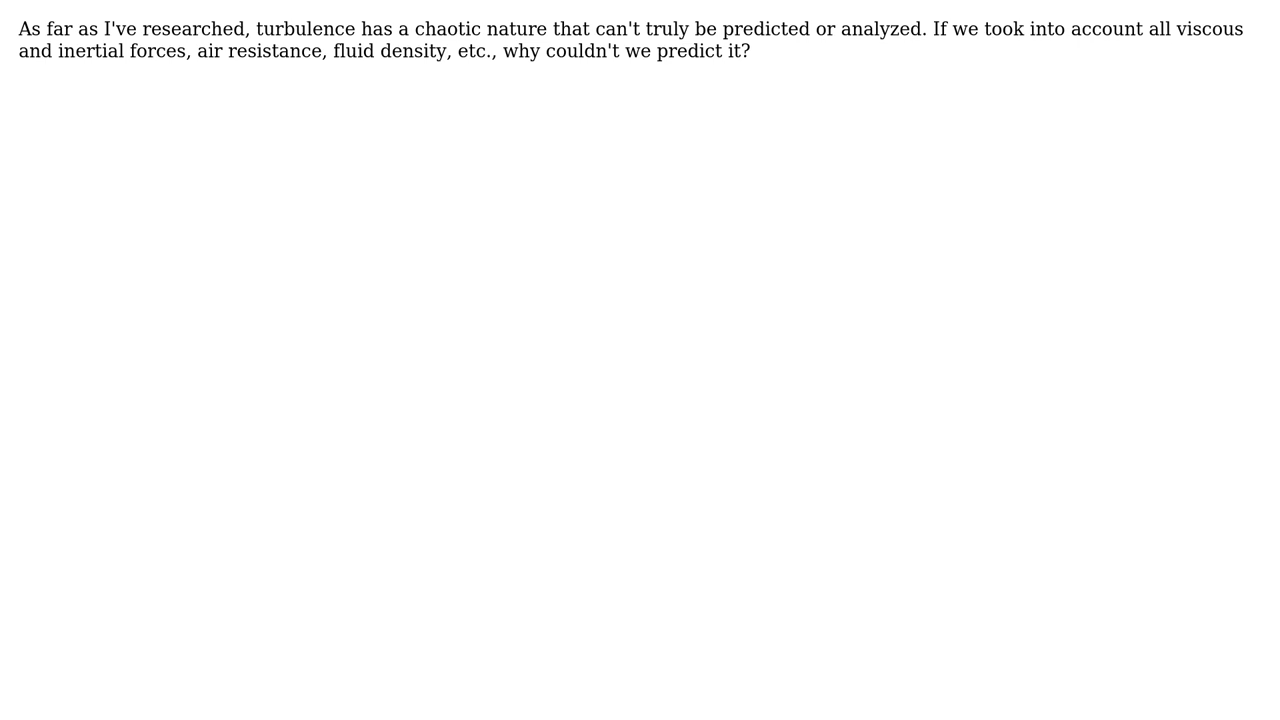 As far as I've researched, turbulence has a chaotic nature that can't truly be predicted or analyzed. If we took into account all viscous
and inertial forces, air resistance, fluid density, etc., why couldn't we predict it?